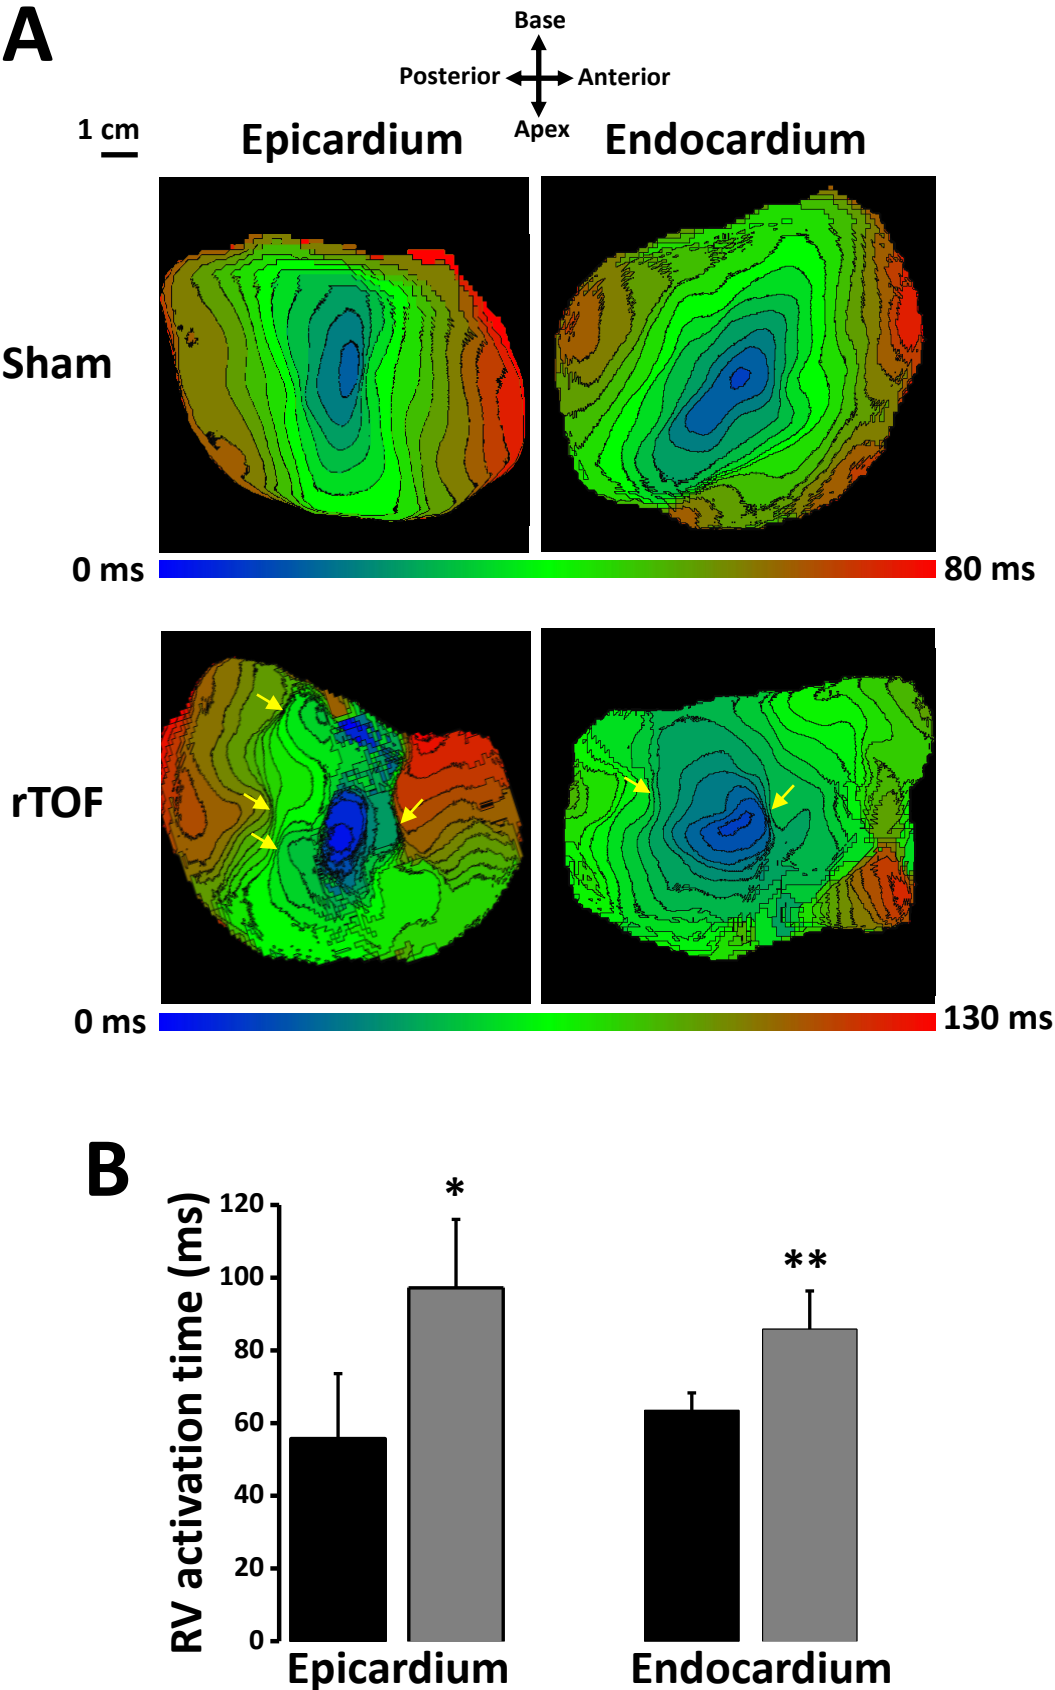 A
Base
Posterior Anterior
Apex
1 cm
Epicardium Endocardium
Sham
0 ms 80 ms
rTOF
0 ms 130 ms
B
RV activation time (ms)
120
100
80
60
40
20
0
*
**
Epicardium Endocardium